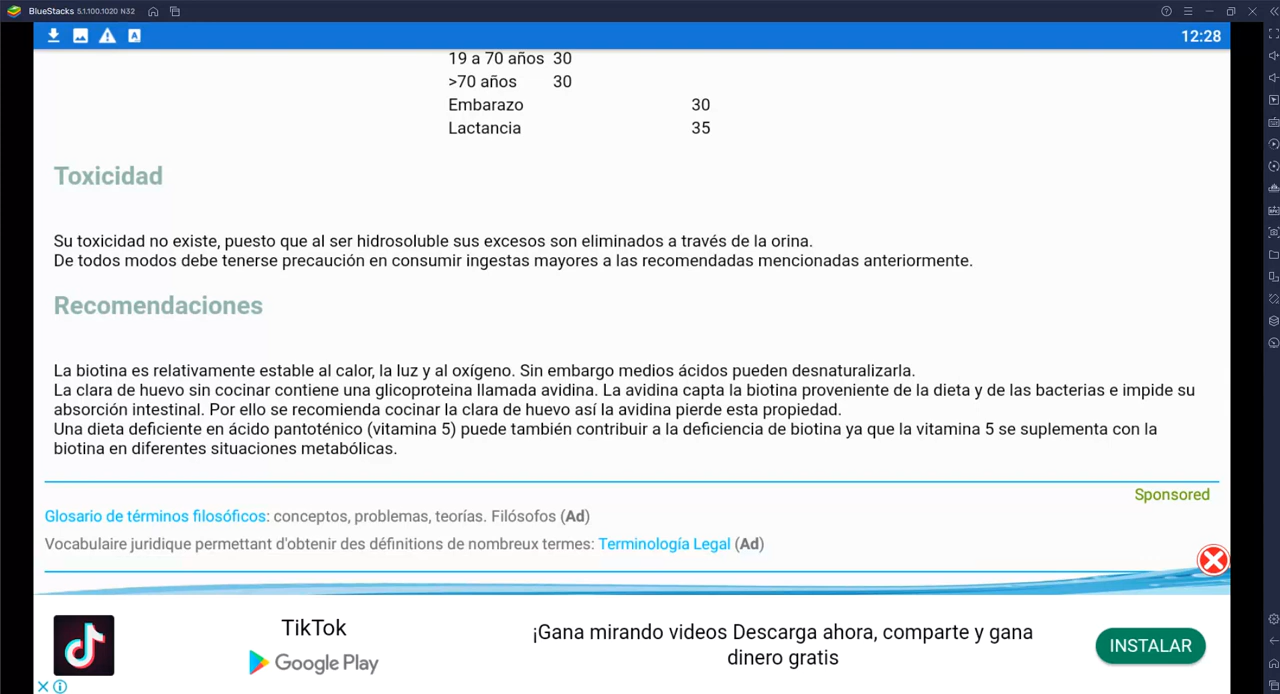 BlueStacks 5.1.100.1020 N32
12:28
19 a 70 años 30
>70 años 30
Embarazo 30
Lactancia 35
Toxicidad
Su toxicidad no existe, puesto que al ser hidrosoluble sus excesos son eliminados a través de la orina.
De todos modos debe tenerse precaución en consumir ingestas mayores a las recomendadas mencionadas anteriormente.
Recomendaciones
La biotina es relativamente estable al calor, la luz y al oxígeno. Sin embargo medios ácidos pueden desnaturalizarla.
La clara de huevo sin cocinar contiene una glicoproteina llamada avidina. La avidina capta la biotina proveniente de la dieta y de las bacterias e impide su
absorción intestinal. Por ello se recomienda cocinar la clara de huevo así la avidina pierde esta propiedad.
Una dieta deficiente en ácido pantoténico (vitamina 5) puede también contribuir a la deficiencia de biotina ya que la vitamina 5 se suplementa con la
biotina en diferentes situaciones metabólicas.
Sponsored
Glosario de términos filosóficos: conceptos, problemas, teorías. Filósofos (Ad)
Vocabulaire juridique permettant d'obtenir des définitions de nombreux termes: Terminología Legal (Ad)
TikTok
Google Play
¡Gana mirando videos Descarga ahora, comparte y gana
dinero gratis
INSTALAR